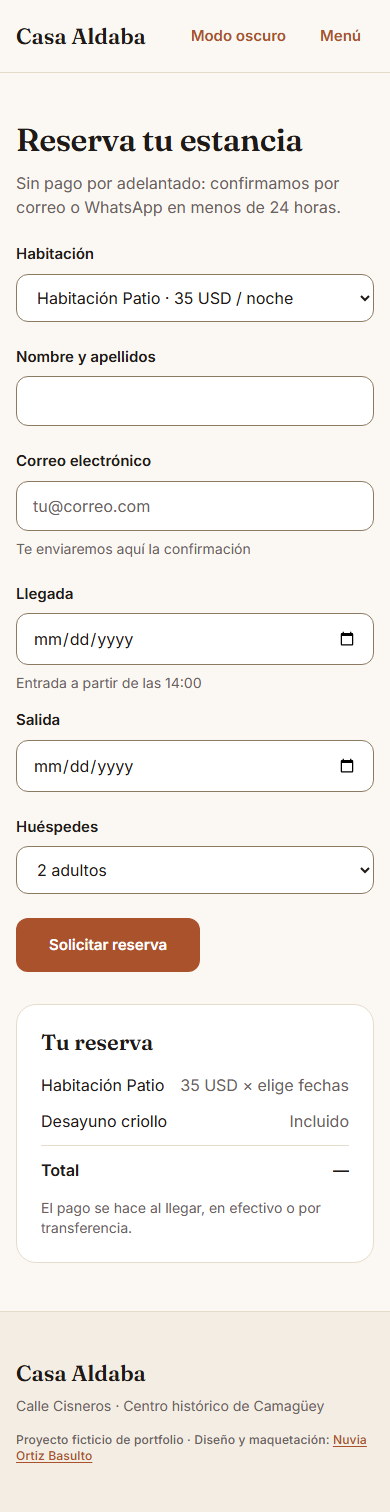 Casa Aldaba
Modo oscuro
Menú
Reserva tu estancia
Sin pago por adelantado: confirmamos por
correo o WhatsApp en menos de 24 horas.
Habitación
Habitación Patio · 35 USD / noche
Nombre y apellidos
Correo electrónico
tu@correo.com
Te enviaremos aquí la confirmación
Llegada
mm/dd/yyyy
Entrada a partir de las 14:00
Salida
mm/dd/yyyy
Huéspedes
2 adultos
Solicitar reserva
Tu reserva
Habitación Patio 35 USD × elige fechas
Desayuno criollo Incluido
Total —
El pago se hace al llegar, en efectivo o por
transferencia.
Casa Aldaba
Calle Cisneros · Centro histórico de Camagüey
Proyecto ficticio de portfolio · Diseño y maquetación: Nuvia
Ortiz Basulto